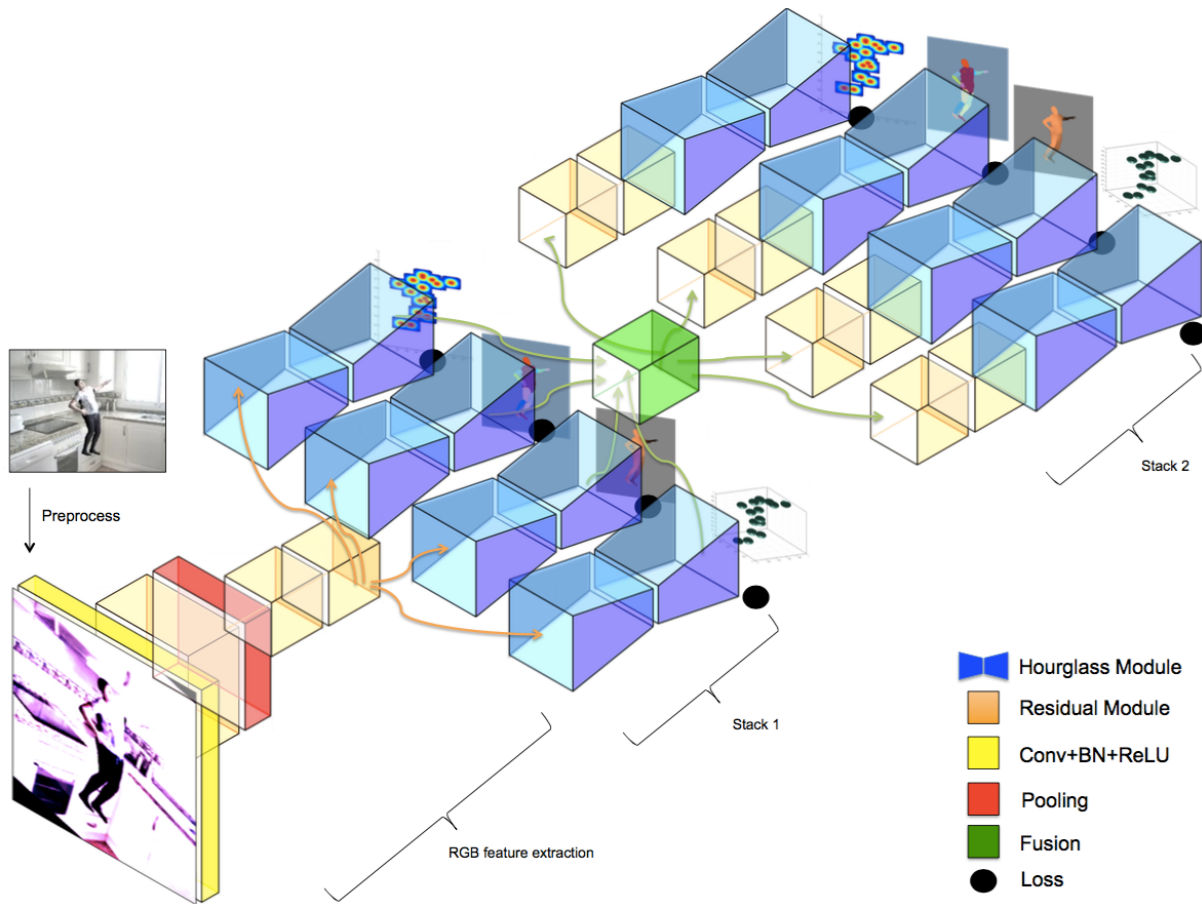 Preprocess
Stack 2
Stack 1
RGB feature extraction
Hourglass Module
Residual Module
Conv+BN+ReLU
Pooling
Fusion
Loss